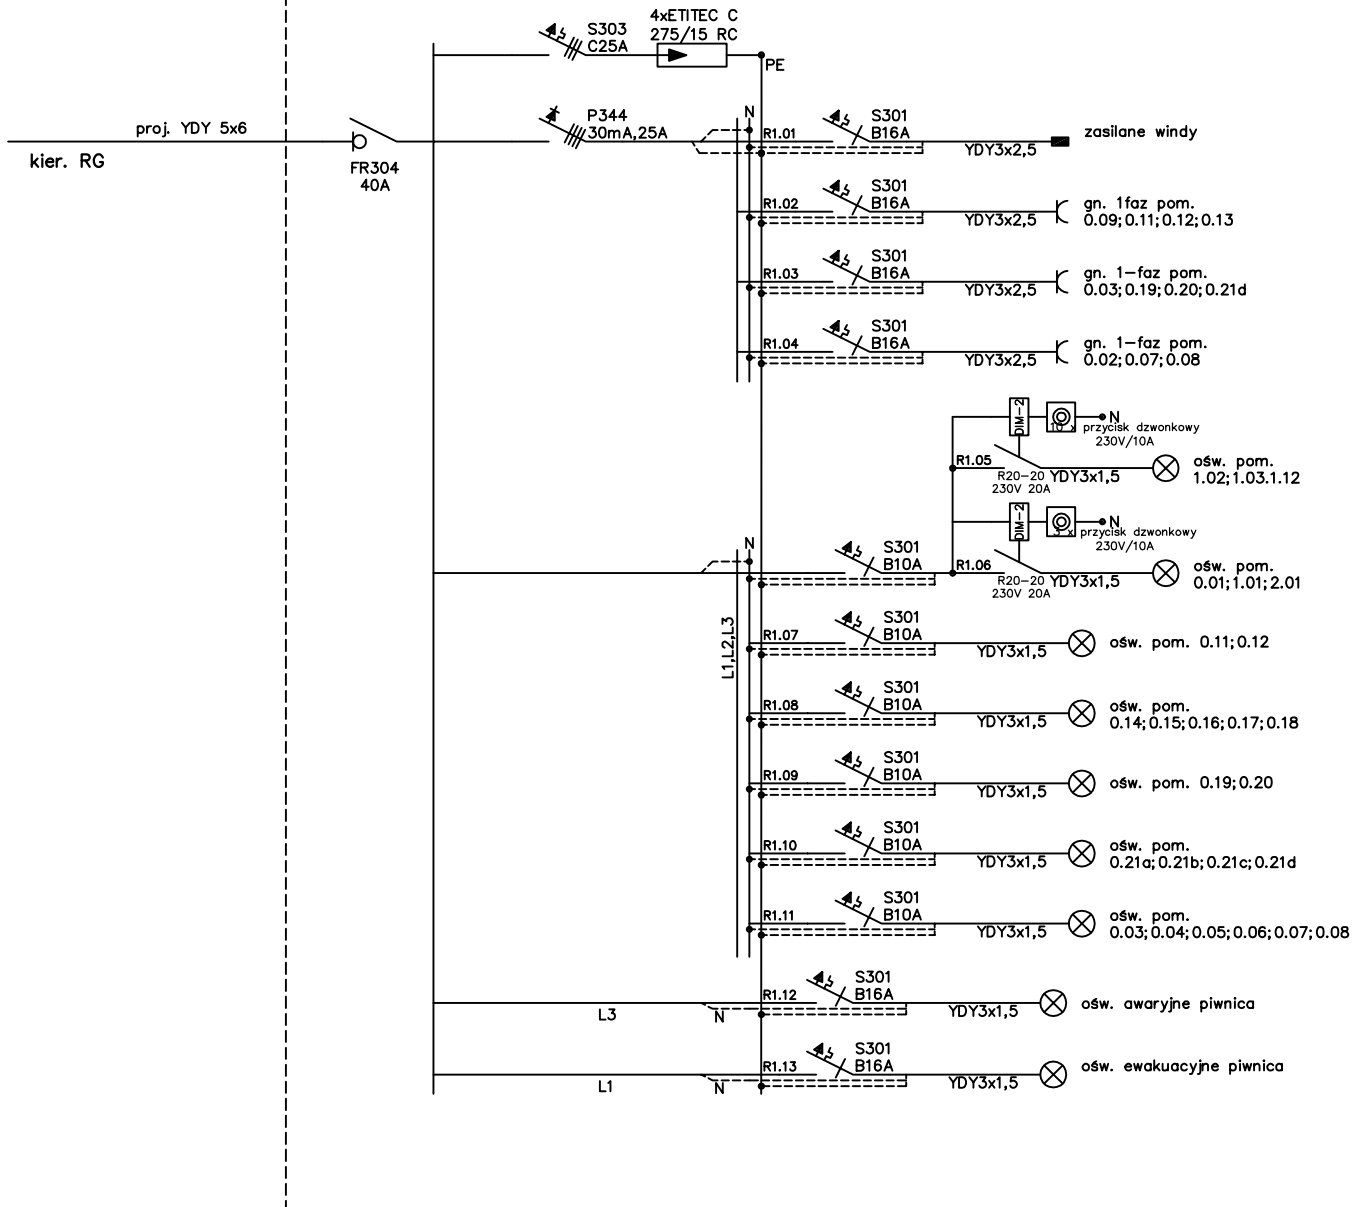 4xETITEC C
275/15 RC
S303
C25A
PE
proj. YDY 5x6
kier. RG
FR304
40A
P344
30mA,25A
N
R1.01
S301
B16A
YDY3x2,5
zasilane windy
R1.02
S301
B16A
YDY3x2,5
gn. 1faz pom.
0.09;0.11;0.12;0.13
R1.03
S301
B16A
YDY3x2,5
gn. 1-faz pom.
0.03;0.19;0.20;0.21d
R1.04
S301
B16A
YDY3x2,5
gn. 1-faz pom.
0.02;0.07;0.08
DIM-2
N
10 x przycisk dzwonkowy
230V/10A
R1.05
R20-20
230V 20A
YDY3x1,5
ośw. pom.
1.02;1.03.1.12
DIM-2
N
x przycisk dzwonkowy
230V/10A
N
S301
B10A
R1.06
R20-20
230V 20A
YDY3x1,5
ośw. pom.
0.01;1.01;2.01
L1,L2,L3
R1.07
S301
B10A
YDY3x1,5
ośw. pom. 0.11;0.12
R1.08
S301
B10A
YDY3x1,5
ośw. pom.
0.14;0.15;0.16;0.17;0.18
R1.09
S301
B10A
YDY3x1,5
ośw. pom. 0.19;0.20
R1.10
S301
B10A
YDY3x1,5
ośw. pom.
0.21a;0.21b;0.21c;0.21d
R1.11
S301
B10A
YDY3x1,5
ośw. pom.
0.03;0.04;0.05;0.06;0.07;0.08
L3
N
R1.12
S301
B16A
YDY3x1,5
ośw. awaryjne piwnica
L1
N
R1.13
S301
B16A
YDY3x1,5
ośw. ewakuacyjne piwnica